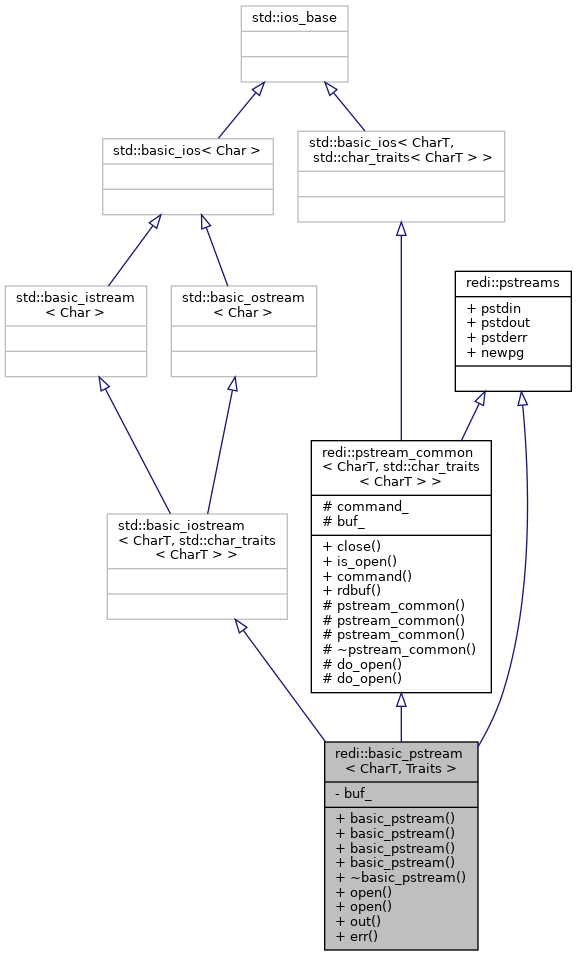 std::ios_base
std::basic_ios< Char >
std::basic_ios< CharT,
std::char_traits< CharT > >
redi::pstreams
+ pstdin
+ pstdout
+ pstderr
+ newpg
std::basic_istream
< Char >
std::basic_ostream
< Char >
redi::pstream_common
< CharT, std::char_traits
< CharT > >
# command_
# buf_
+ close()
+ is_open()
+ command()
+ rdbuf()
# pstream_common()
# pstream_common()
# pstream_common()
# ~pstream_common()
# do_open()
# do_open()
std::basic_iostream
< CharT, std::char_traits
< CharT > >
redi::basic_pstream
< CharT, Traits >
- buf_
+ basic_pstream()
+ basic_pstream()
+ basic_pstream()
+ basic_pstream()
+ ~basic_pstream()
+ open()
+ open()
+ out()
+ err()